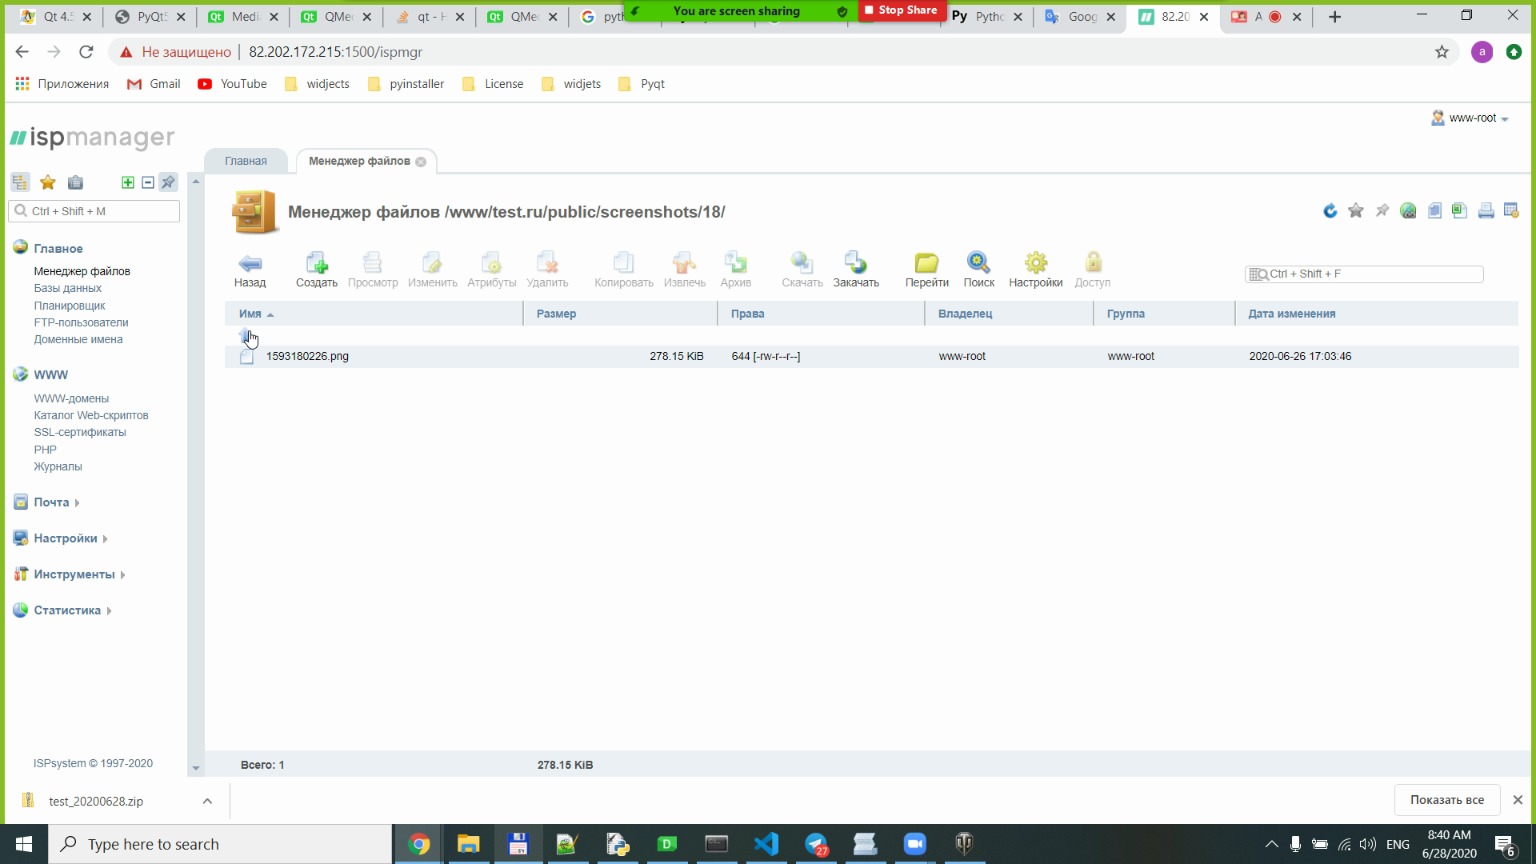 Qt 4.5
PyQt5
Medi
QMe
qt - H
QMe
pyth
You are screen sharing
Stop Share
Pytho
Goog
82.20
A
Не защищено
82.202.172.215:1500/ispmgr
a
Приложения
Gmail
YouTube
widjects
pyinstaller
License
widjets
Pyqt
ispmanager
www-root
Главная
Менеджер файлов
Ctrl + Shift + M
Менеджер файлов /www/test.ru/public/screenshots/18/
Назад
Создать
Просмотр
Изменить
Атрибуты
Удалить
Копировать
Извлечь
Архив
Скачать
Закачать
Перейти
Поиск
Настройки
Доступ
Ctrl + Shift + F
Имя
Размер
Права
Владелец
Группа
Дата изменения
1593180226.png
278.15 KiB
644 [-rw-r--r--]
www-root
www-root
2020-06-26 17:03:46
Главное
Менеджер файлов
Базы данных
Планировщик
FTP-пользователи
Доменные имена
WWW
WWW-домены
Каталог Web-скриптов
SSL-сертификаты
PHP
Журналы
Почта
Настройки
Инструменты
Статистика
ISPsystem © 1997-2020
Всего: 1
278.15 KiB
test_20200628.zip
Показать все
Type here to search
27
ENG
8:40 AM
6/28/2020
6